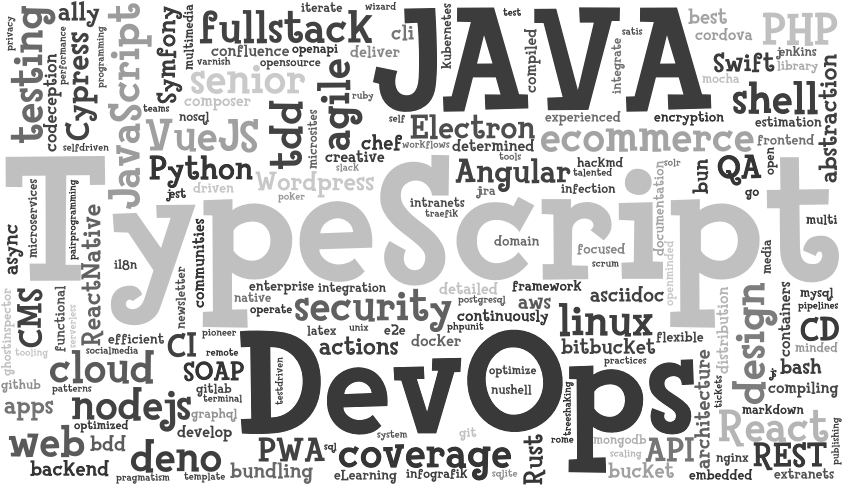 privacy
testing
codeception
ally
performance
Cypress
programming
selfdriven
JavaScript
multimedia
Symfony
teams
iterate
wizard
fullstack
confluence
openapi
varnish
opensource
deliver
cli
senior
composer
nosql
VueJS
tdd
microsites
agile
ruby
chef
creative
slack
workflows
self
JAVA
Kubernetes
test
compiled
experienced
integrate
satis
best
cordova
PHP
jenkins
library
Swift
mocha
shell
encryption
estimation
abstraction
Electron
determined
ecommerce
frontend
tools
Python
driven
jest
Wordpress
poker
Angular
jra
hacKmd
talented
infection
solr
documentation
bun
QA
open
go
TypeScript
microservices
pairprogramming
async
ReactNative
i18n
communities
intranets
traefik
domain
focused
scrum
openminded
media
multi
newsletter
enterprise
integration
native
operate
detailed
postgresql
framework
aws
asciidoc
security
continuously
linux
ghostinspector
CMS
functional
serverless
tooling
efficient
socialmedia
pioneer
CI
remote
latex
unix
e2e
phpunit
actions
docker
bitbucket
flexible
practices
distribution
design
containers
mysql
pipelines
CD
minded
js
bash
compiling
cloud
SOAP
github
patterns
gitlab
terminal
testdriven
DevOps
optimize
nushell
treeshaking
architecture
tickets
apps
nodejs
graphql
optimized
develop
system
git
rome
mongodb
markdown
React
publishing
web
bdd
deno
PWA
sql
coverage
Rust
scaling
API
nginx
REST
backend
pragmatism
template
bundling
eLearning
infografik
sqlite
bucket
embedded
extranets